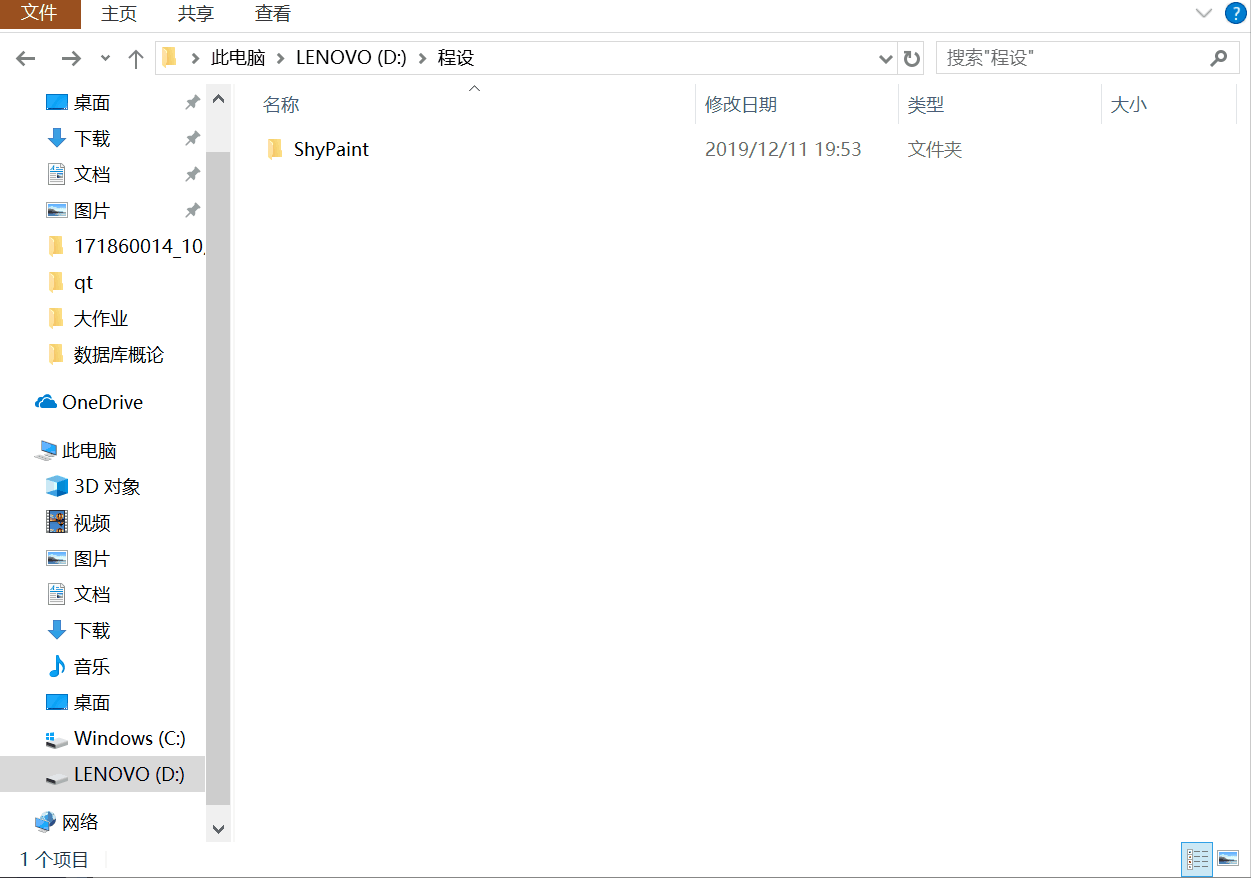 文件 主页 共享 查看
此电脑 LENOVO (D:) 程设 搜索"程设"
名称 修改日期 类型 大小
ShyPaint 2019/12/11 19:53 文件夹
桌面
下载
文档
图片
171860014_10
qt
大作业
数据库概论
OneDrive
此电脑
3D 对象
视频
图片
文档
下载
音乐
桌面
Windows (C:)
LENOVO (D:)
网络
1 个项目